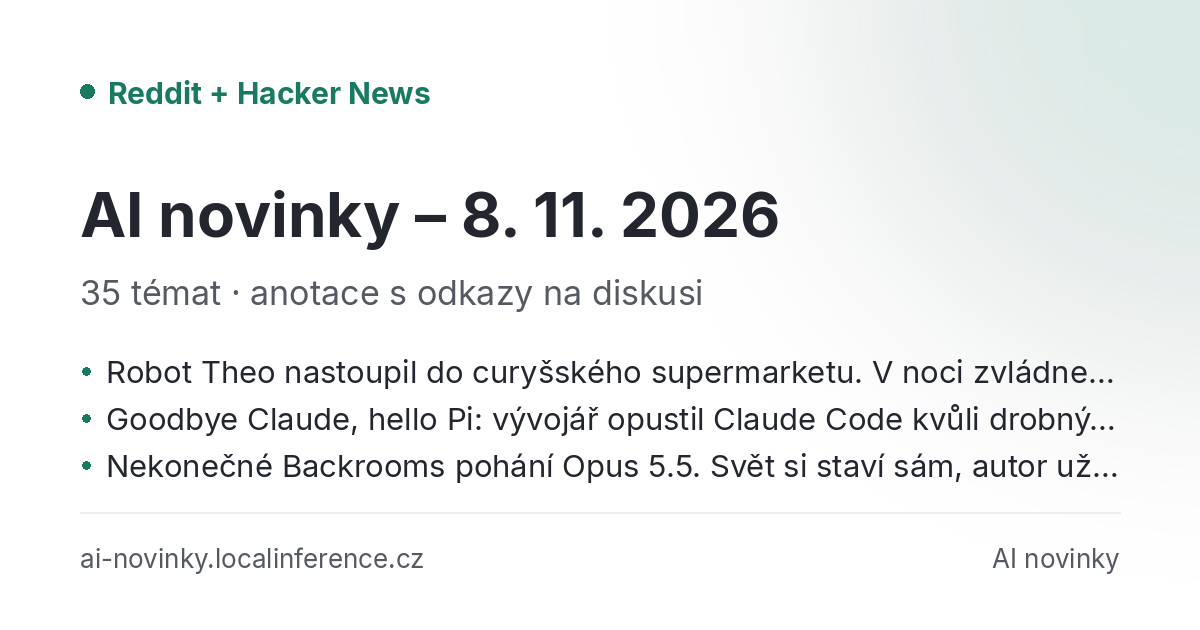 Reddit + Hacker News
AI novinky – 8. 11. 2026
35 témat · anotace s odkazy na diskusi
• Robot Theo nastoupil do curyšského supermarketu. V noci zvládne...
• Goodbye Claude, hello Pi: vývojář opustil Claude Code kvůli drobný...
• Nekonečné Backrooms pohání Opus 5.5. Svět si staví sám, autor už...
ai-novinky.localinference.cz
AI novinky